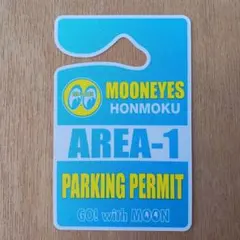 MOONEYES
HONMOKU
AREA-1
PARKING PERMIT
GO! with MOON